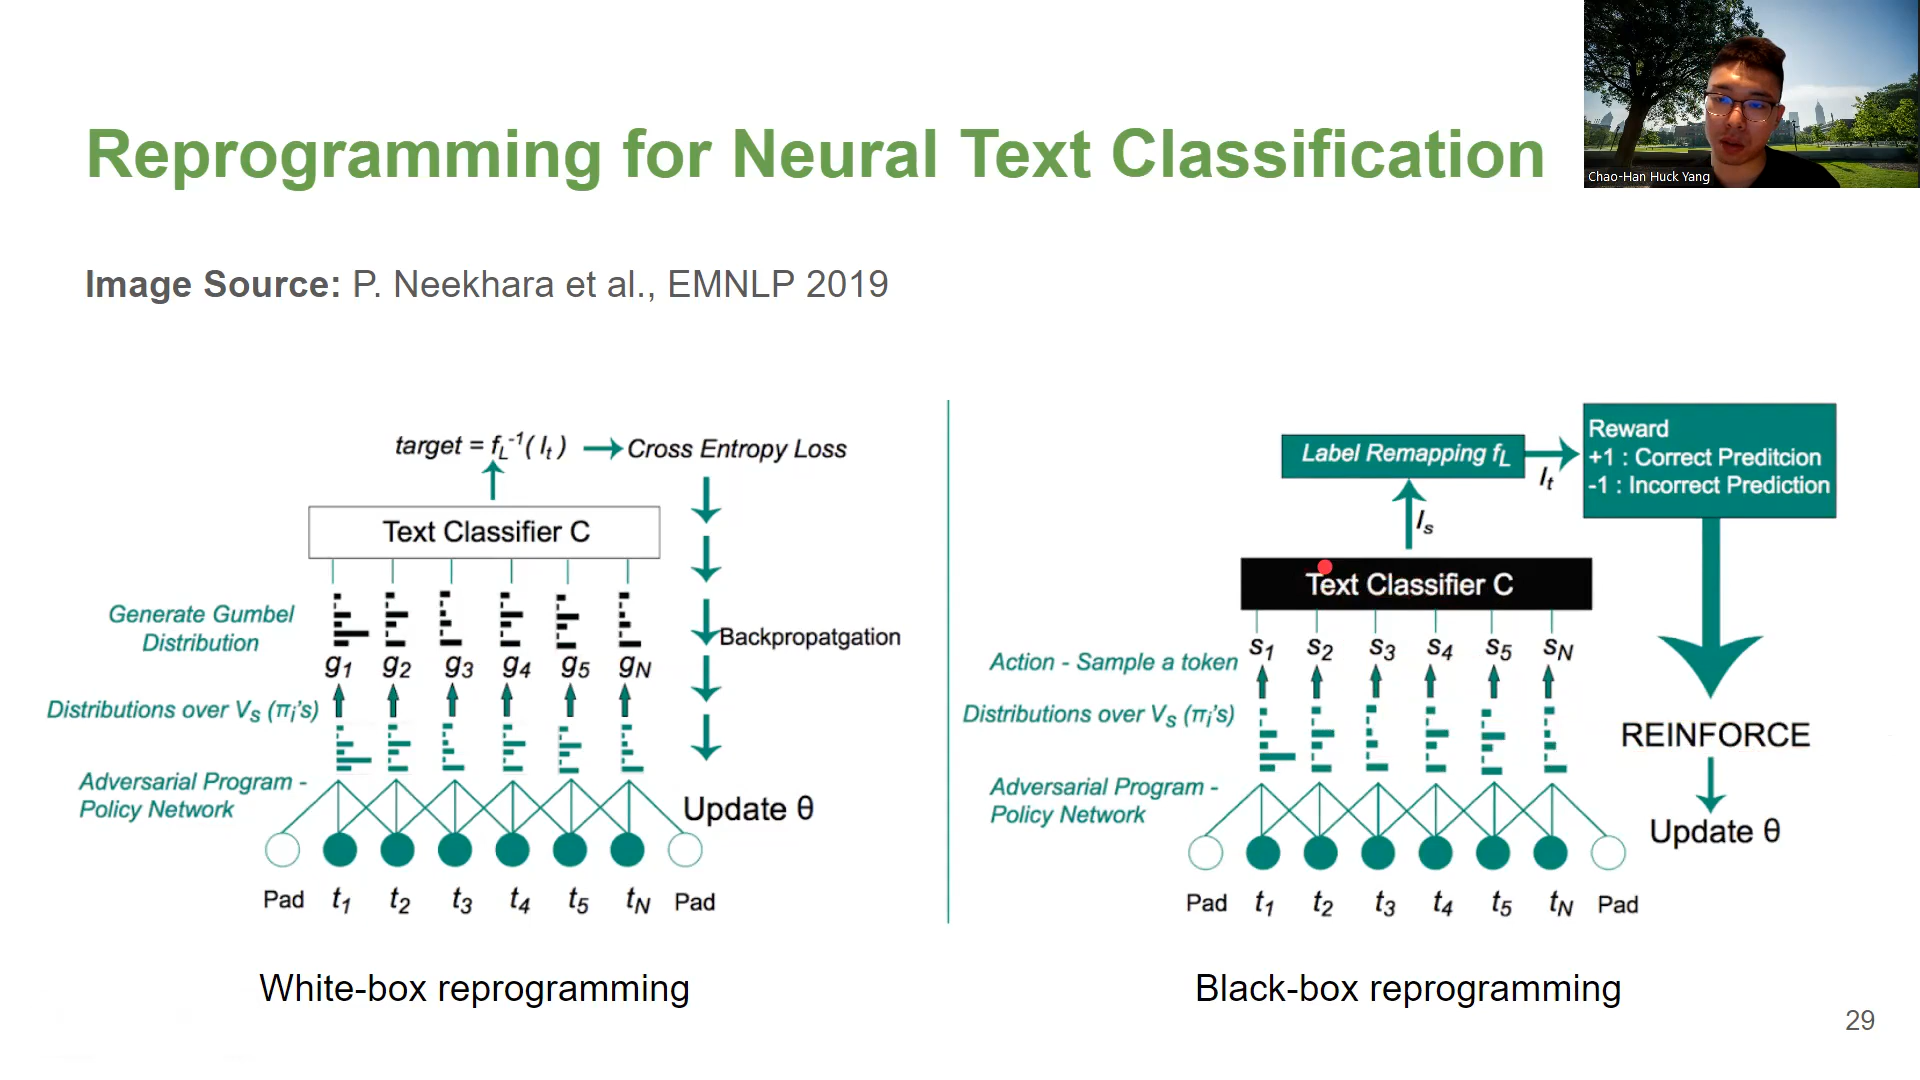 Reprogramming for Neural Text Classification
Chao-Han Huck Yang
Image Source: P. Neekhara et al., EMNLP 2019
target = f_L^-1( l_t )
Cross Entropy Loss
Text Classifier C
Generate Gumbel
Distribution
g1 g2 g3 g4 g5 gN
Backpropatgation
Distributions over Vs (πi's)
Adversarial Program -
Policy Network
Update θ
Pad t1 t2 t3 t4 t5 tN Pad
White-box reprogramming
Label Remapping fL
lt
Reward
+1 : Correct Preditcion
-1 : Incorrect Prediction
ls
Text Classifier C
s1 s2 s3 s4 s5 sN
Action - Sample a token
Distributions over Vs (πi's)
REINFORCE
Adversarial Program -
Policy Network
Update θ
Pad t1 t2 t3 t4 t5 tN Pad
Black-box reprogramming
29